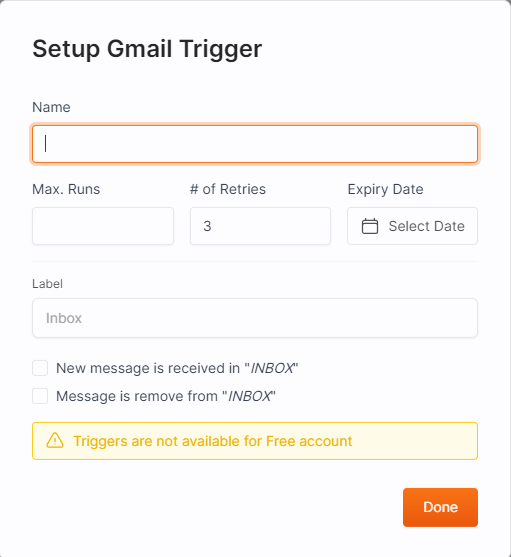 Setup Gmail Trigger
Name
Max. Runs # of Retries Expiry Date
3 Select Date
Label
Inbox
New message is received in "INBOX"
Message is remove from "INBOX"
Triggers are not available for Free account
Done